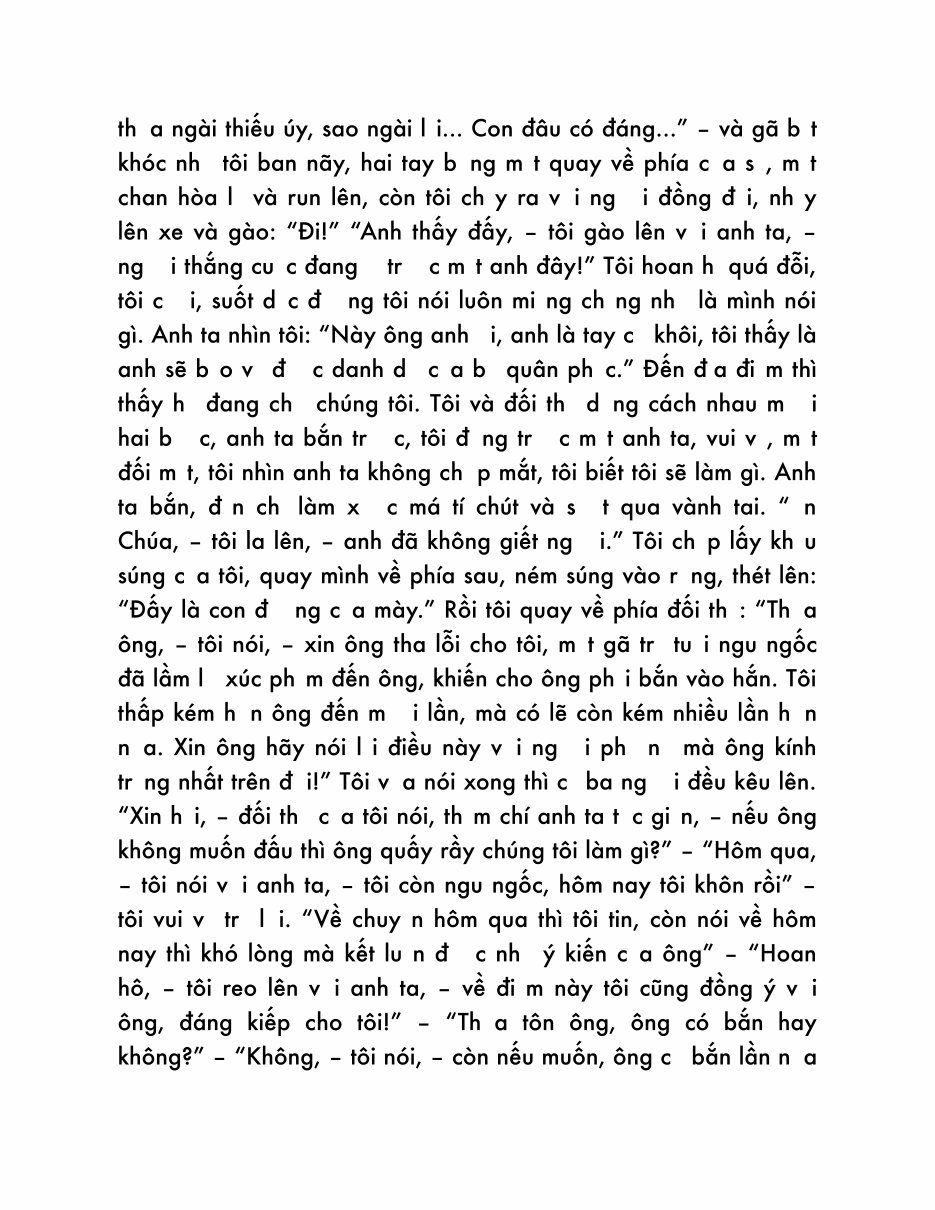 th a ngài thiếu úy, sao ngài l i... Con đâu có đáng...” – và gã b t
khóc nh tôi ban nãy, hai tay b ng m t quay về phía c a s , m t
chan hòa l và run lên, còn tôi ch y ra v i ng i đồng đ i, nh y
lên xe và gào: “Đi!” “Anh thấy đấy, – tôi gào lên v i anh ta, –
ng i thắng cu c đang tr c m t anh đây!” Tôi hoan h quá đỗi,
tôi c i, suốt d c đ ng tôi nói luôn mi ng ch ng nh là mình nói
gì. Anh ta nhìn tôi: “Này ông anh i, anh là tay c khôi, tôi thấy là
anh sẽ b o v đ c danh d c a b quân ph c.” Đến đ a đi m thì
thấy h đang ch chúng tôi. Tôi và đối th d ng cách nhau m i
hai b c, anh ta bắn tr c, tôi đ ng tr c m t anh ta, vui v , m t
đối m t, tôi nhìn anh ta không ch p mắt, tôi biết tôi sẽ làm gì. Anh
ta bắn, đ n ch làm x c má tí chút và s t qua vành tai. “ n
Chúa, – tôi la lên, – anh đã không giết ng i.” Tôi ch p lấy kh u
súng c a tôi, quay mình về phía sau, ném súng vào r ng, thét lên:
“Đấy là con đ ng c a mày.” Rồi tôi quay về phía đối th : “Th a
ông, – tôi nói, – xin ông tha lỗi cho tôi, m t gã tr tu i ngu ngốc
đã lầm l xúc ph m đến ông, khiến cho ông ph i bắn vào hắn. Tôi
thấp kém h n ông đến m i lần, mà có lẽ còn kém nhiều lần h n
n a. Xin ông hãy nói l i điều này v i ng i ph n mà ông kính
tr ng nhất trên đ i!” Tôi v a nói xong thì c ba ng i đều kêu lên.
“Xin h i, – đối th c a tôi nói, th m chí anh ta t c gi n, – nếu ông
không muốn đấu thì ông quấy rầy chúng tôi làm gì?” – “Hôm qua,
– tôi nói v i anh ta, – tôi còn ngu ngốc, hôm nay tôi khôn rồi” –
tôi vui v tr l i. “Về chuy n hôm qua thì tôi tin, còn nói về hôm
nay thì khó lòng mà kết lu n đ c nh ý kiến c a ông” – “Hoan
hô, – tôi reo lên v i anh ta, – về đi m này tôi cũng đồng ý v i
ông, đáng kiếp cho tôi!” – “Th a tôn ông, ông có bắn hay
không?” – “Không, – tôi nói, – còn nếu muốn, ông c bắn lần n a